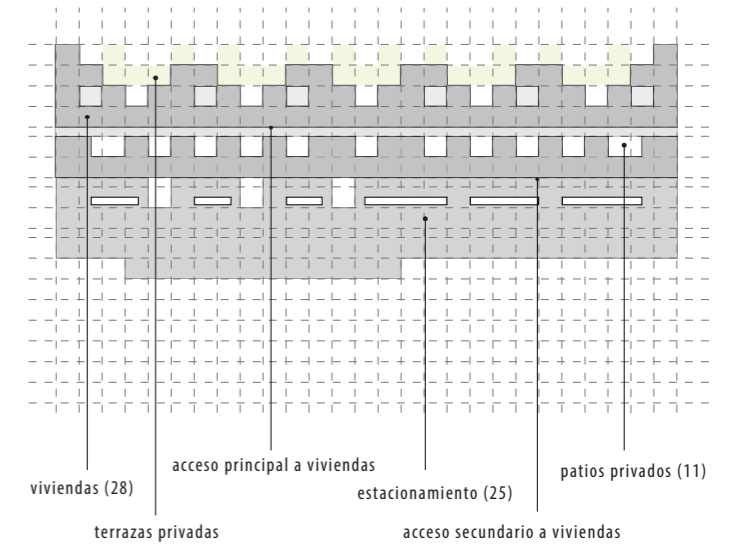 acceso principal a viviendas
patios privados (11)
viviendas (28)
estacionamiento (25)
terrazas privadas
acceso secundario a viviendas